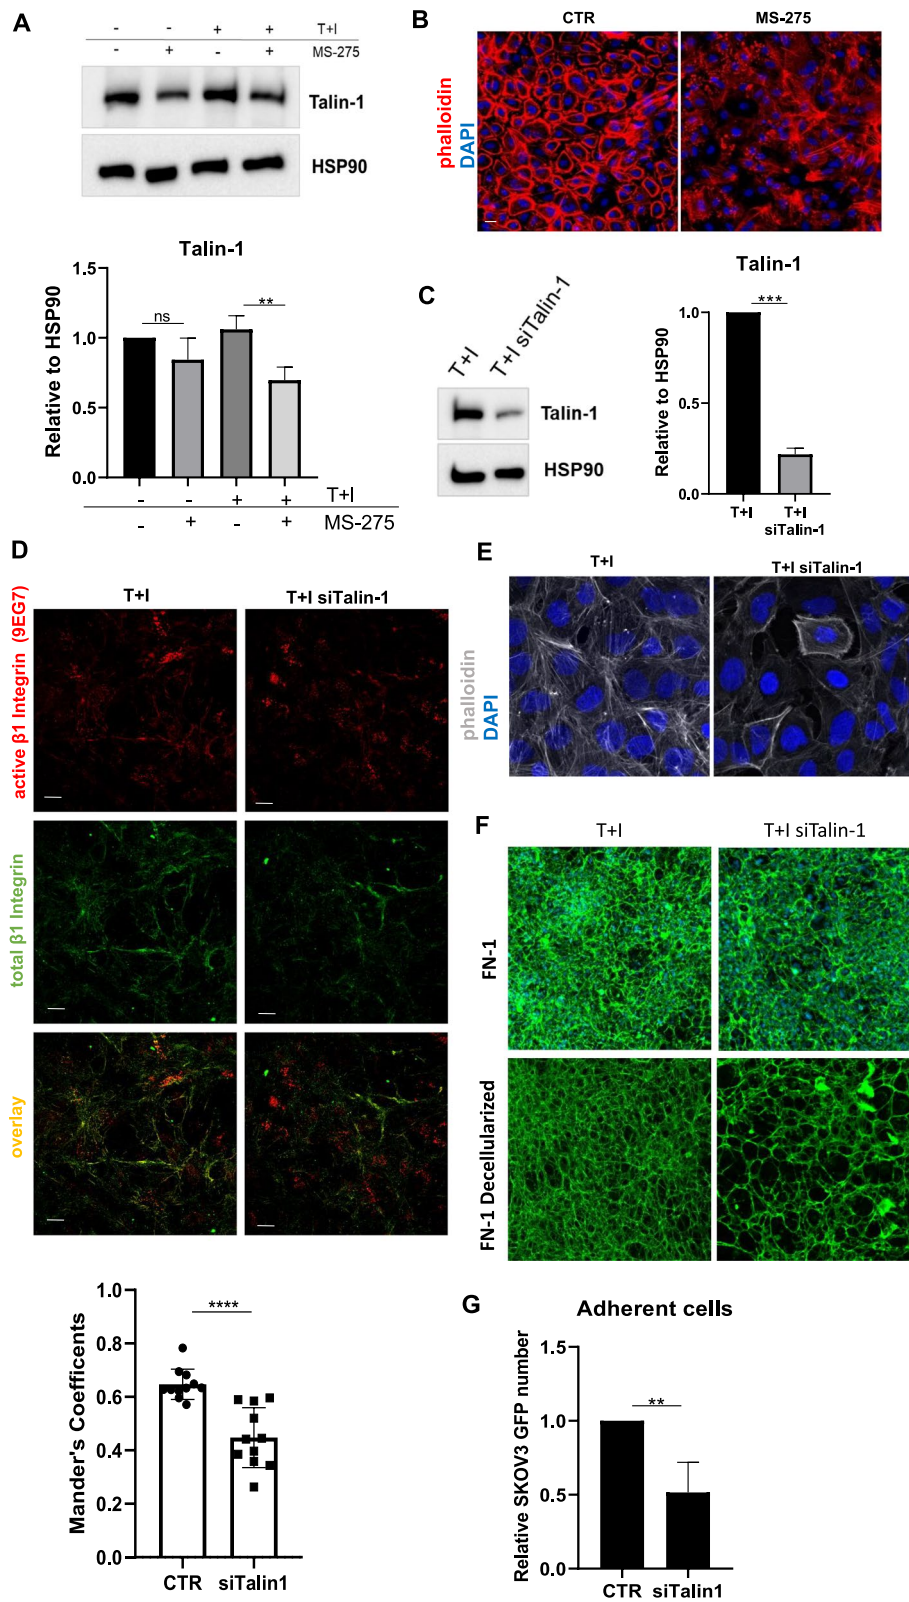 A
- - + + T+I
- + - + MS-275
Talin-1
HSP90
Talin-1
Relative to HSP90
1.5
1.0
0.5
0.0
ns
**
- - + + T+I
- + - + MS-275
B
CTR
MS-275
phalloidin
DAPI
C
T+I
T+I siTalin-1
Talin-1
HSP90
Talin-1
Relative to HSP90
1.0
0.5
0.0
***
T+I
T+I
siTalin-1
D
T+I
T+I siTalin-1
active β1 Integrin (9EG7)
total β1 Integrin
overlay
Mander's Coefficents
1.0
0.8
0.6
0.4
0.2
0.0
****
CTR
siTalin1
E
T+I
T+I siTalin-1
phalloidin
DAPI
F
T+I
T+I siTalin-1
FN-1
FN-1 Decellularized
G
Adherent cells
Relative SKOV3 GFP number
1.5
1.0
0.5
0.0
**
CTR
siTalin1